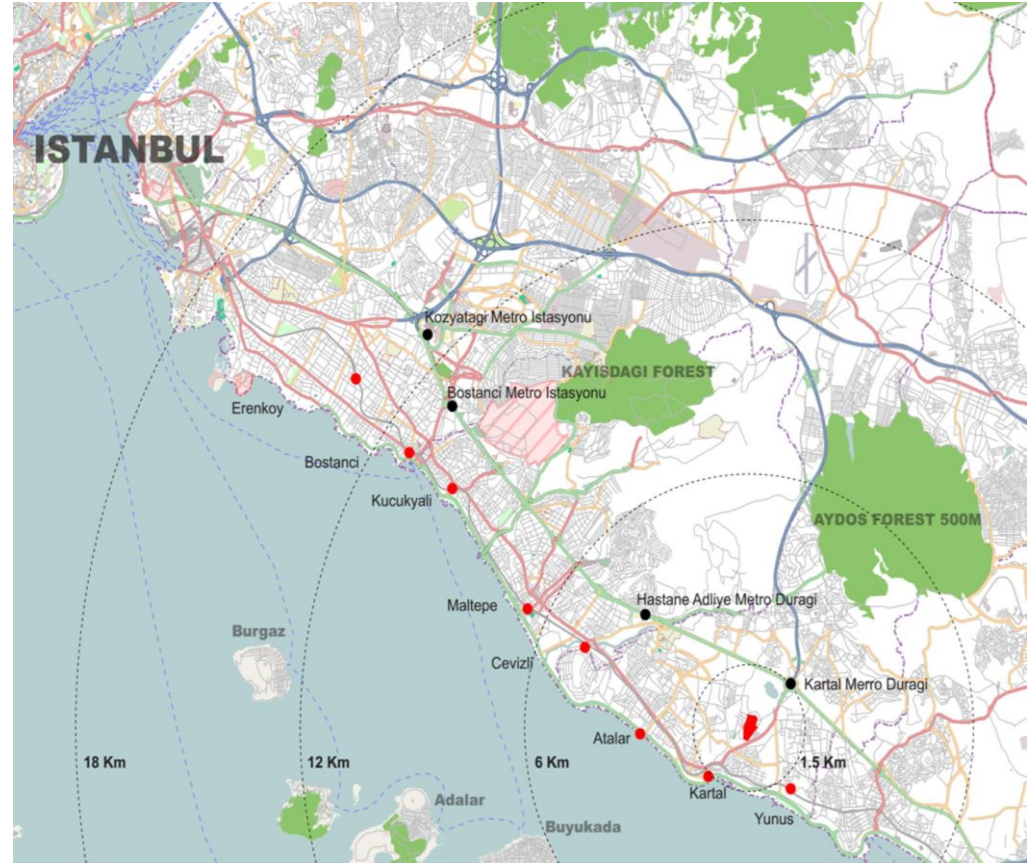 ISTANBUL
Kozyatagi Metro Istasyonu
KAYISDAGI FOREST
Bostanci Metro Istasyonu
Erenkoy
Bostanci
Kucukyali
AYDOS FOREST 500M
Hastane Adliye Metro Duragi
Maltepe
Burgaz
Cevizli
Kartal Merro Duragi
Atalar
18 Km
12 Km
6 Km
1.5 Km
Kartal
Adalar
Yunus
Buyukada